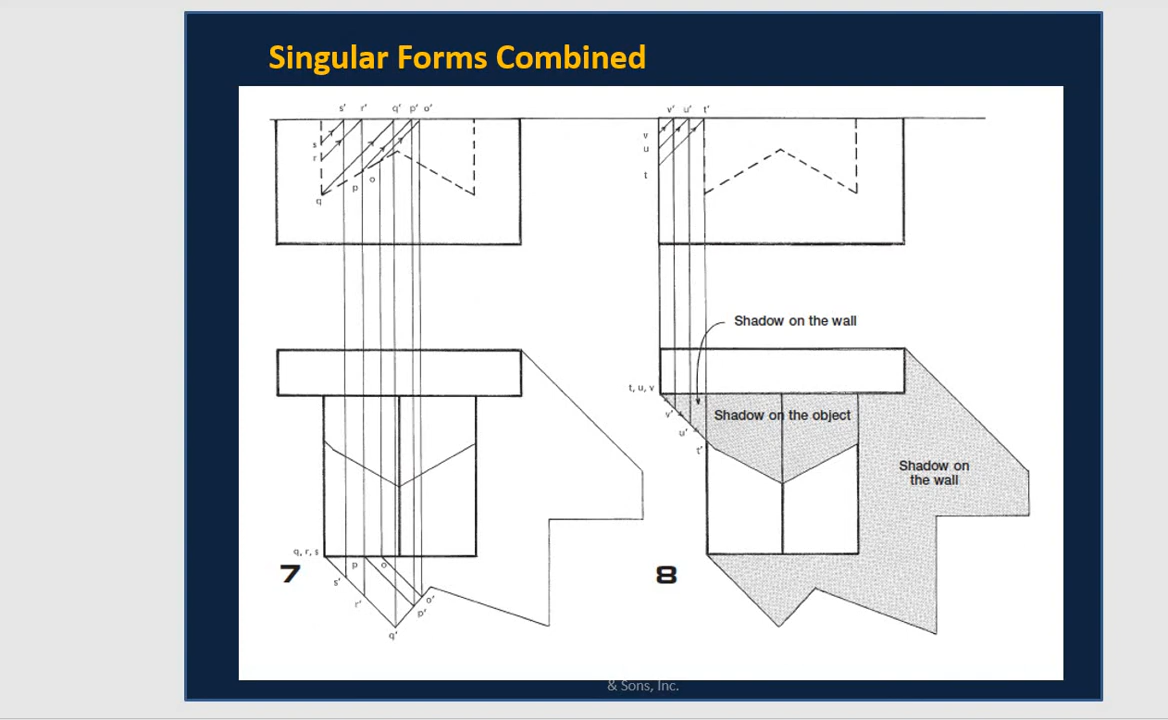 Singular Forms Combined
s' r' q' p' o'
s
r
q
p
o
v' u' t'
v
u
t
Shadow on the wall
t, u, v
v'
u'
t'
Shadow on the object
Shadow on
the wall
q, r, s
p
o
7
s'
r'
q'
p'
o'
8
& Sons, Inc.